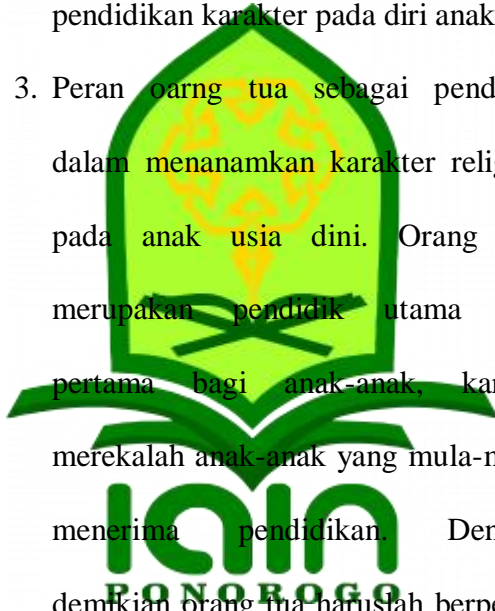 pendidikan karakter pada diri anak
3. Peran oarng tua sebagai pend
dalam menanamkan karakter relig
pada anak usia dini. Orang
merupakan pendidik utama
pertama bagi anak-anak, kar
merekalah anak-anak yang mula-m
menerima pendidikan. Den
iain
PONOROGO
demikian orang tua haruslah berpe